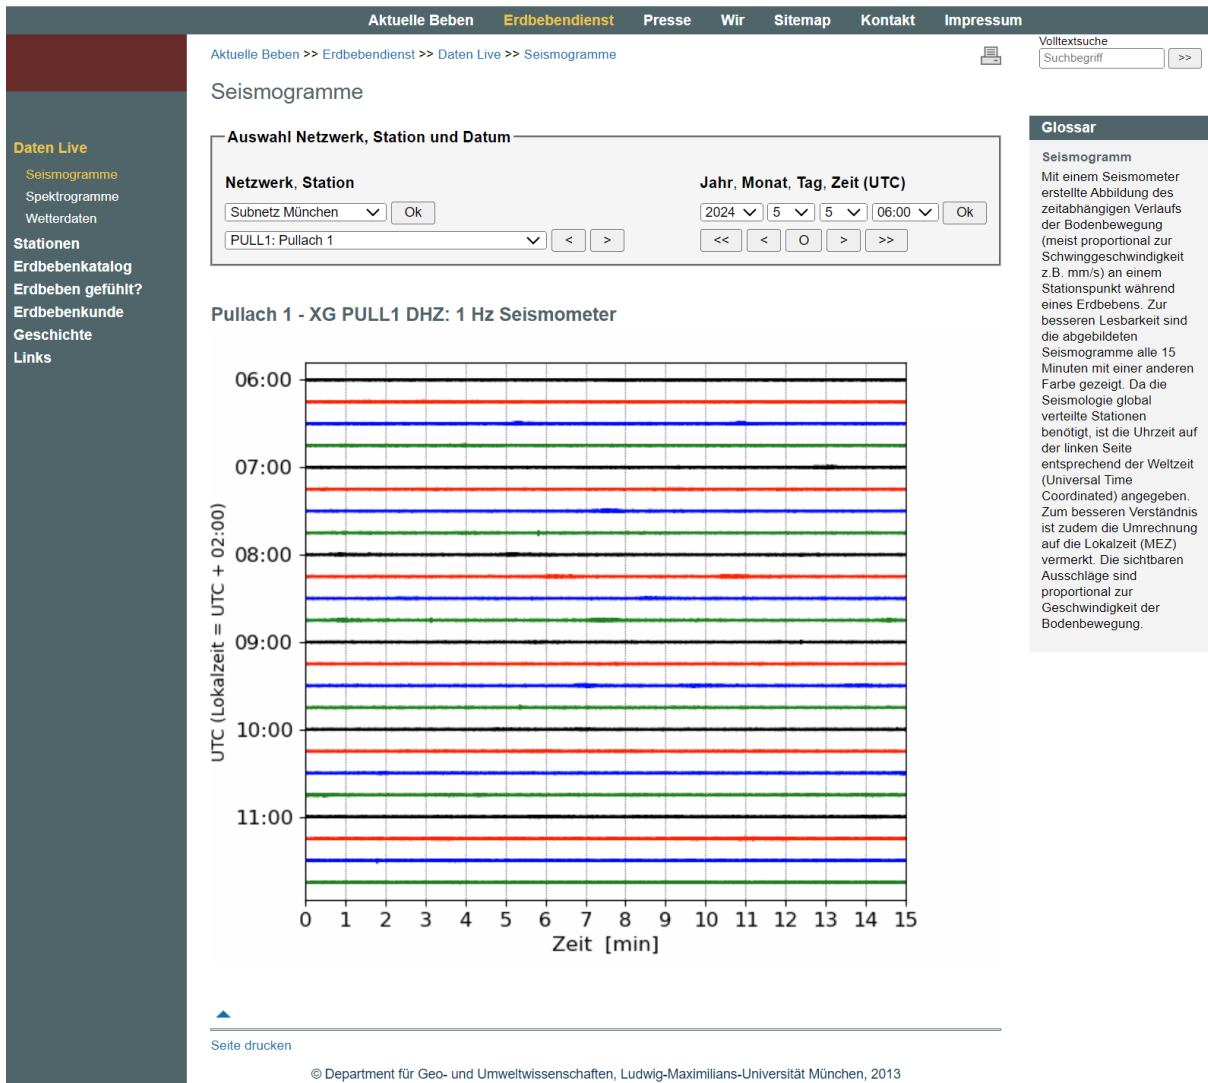 Aktuelle Beben Erdbebendienst Presse Wir Sitemap Kontakt Impressum
Aktuelle Beben >> Erdbebendienst >> Daten Live >> Seismogramme
Volltextsuche
Suchbegriff >>
Seismogramme
Daten Live
Seismogramme
Spektrogramme
Wetterdaten
Stationen
Erdbebenkatalog
Erdbeben gefühlt?
Erdbebenkunde
Geschichte
Links
Auswahl Netzwerk, Station und Datum
Netzwerk, Station
Subnetz München Ok
PULL1: Pullach 1 < >
Jahr, Monat, Tag, Zeit (UTC)
2024 5 5 06:00 Ok
<< < O > >>
Pullach 1 - XG PULL1 DHZ: 1 Hz Seismometer
UTC (Lokalzeit = UTC + 02:00)
06:00
07:00
08:00
09:00
10:00
11:00
0 1 2 3 4 5 6 7 8 9 10 11 12 13 14 15
Zeit [min]
Glossar
Seismogramm
Mit einem Seismometer
erstellte Abbildung des
zeitabhängigen Verlaufs
der Bodenbewegung
(meist proportional zur
Schwinggeschwindigkeit
z.B. mm/s) an einem
Stationspunkt während
eines Erdbebens. Zur
besseren Lesbarkeit sind
die abgebildeten
Seismogramme alle 15
Minuten mit einer anderen
Farbe gezeigt. Da die
Seismologie global
verteilte Stationen
benötigt, ist die Uhrzeit auf
der linken Seite
entsprechend der Weltzeit
(Universal Time
Coordinated) angegeben.
Zum besseren Verständnis
ist zudem die Umrechnung
auf die Lokalzeit (MEZ)
vermerkt. Die sichtbaren
Ausschläge sind
proportional zur
Geschwindigkeit der
Bodenbewegung.
Seite drucken
© Department für Geo- und Umweltwissenschaften, Ludwig-Maximilians-Universität München, 2013